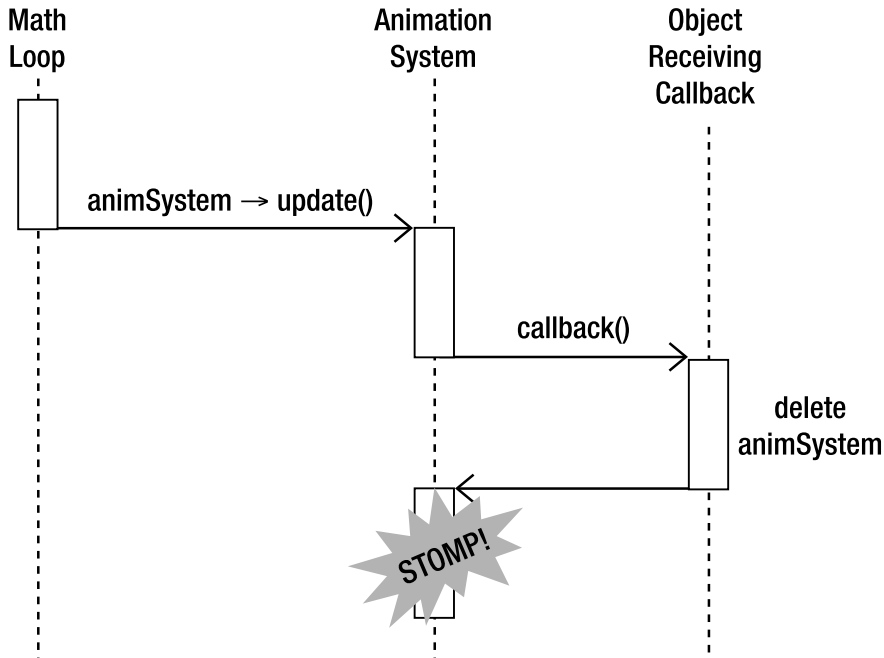 Math
Loop
Animation
System
Object
Receiving
Callback
animSystem → update()
callback()
delete
animSystem
STOMP!